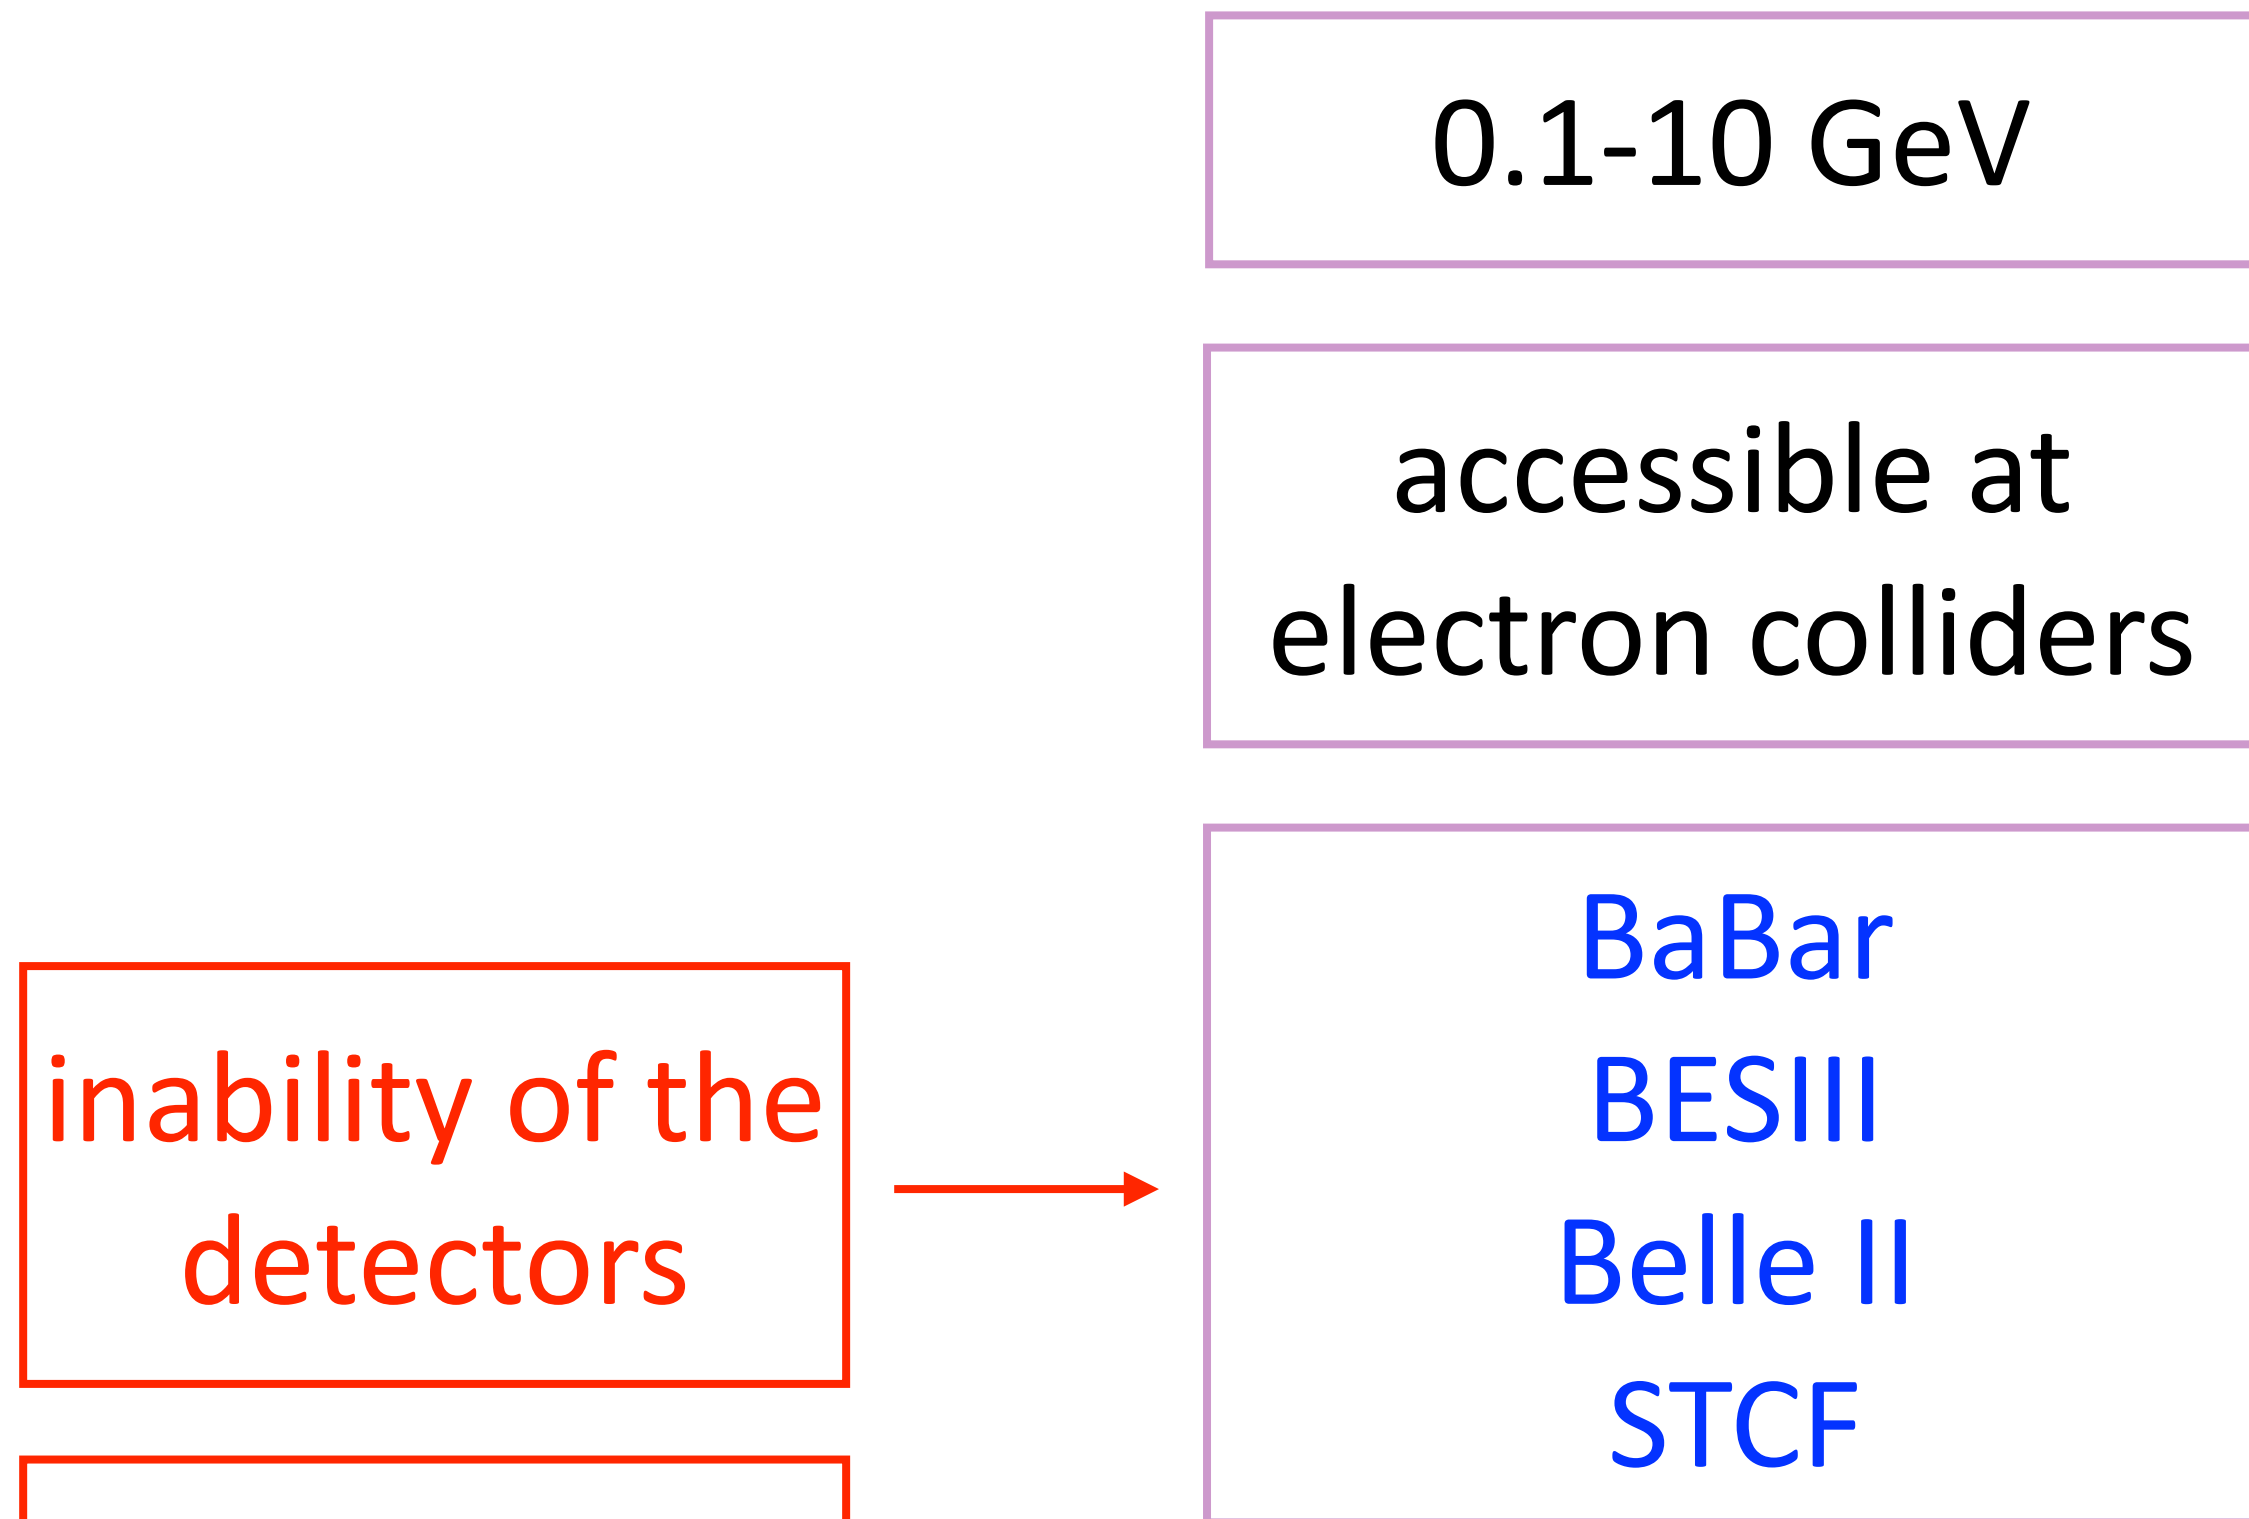 0.1-10 GeV
accessible at
electron colliders
inability of the
detectors
BaBar
BESIII
Belle II
STCF